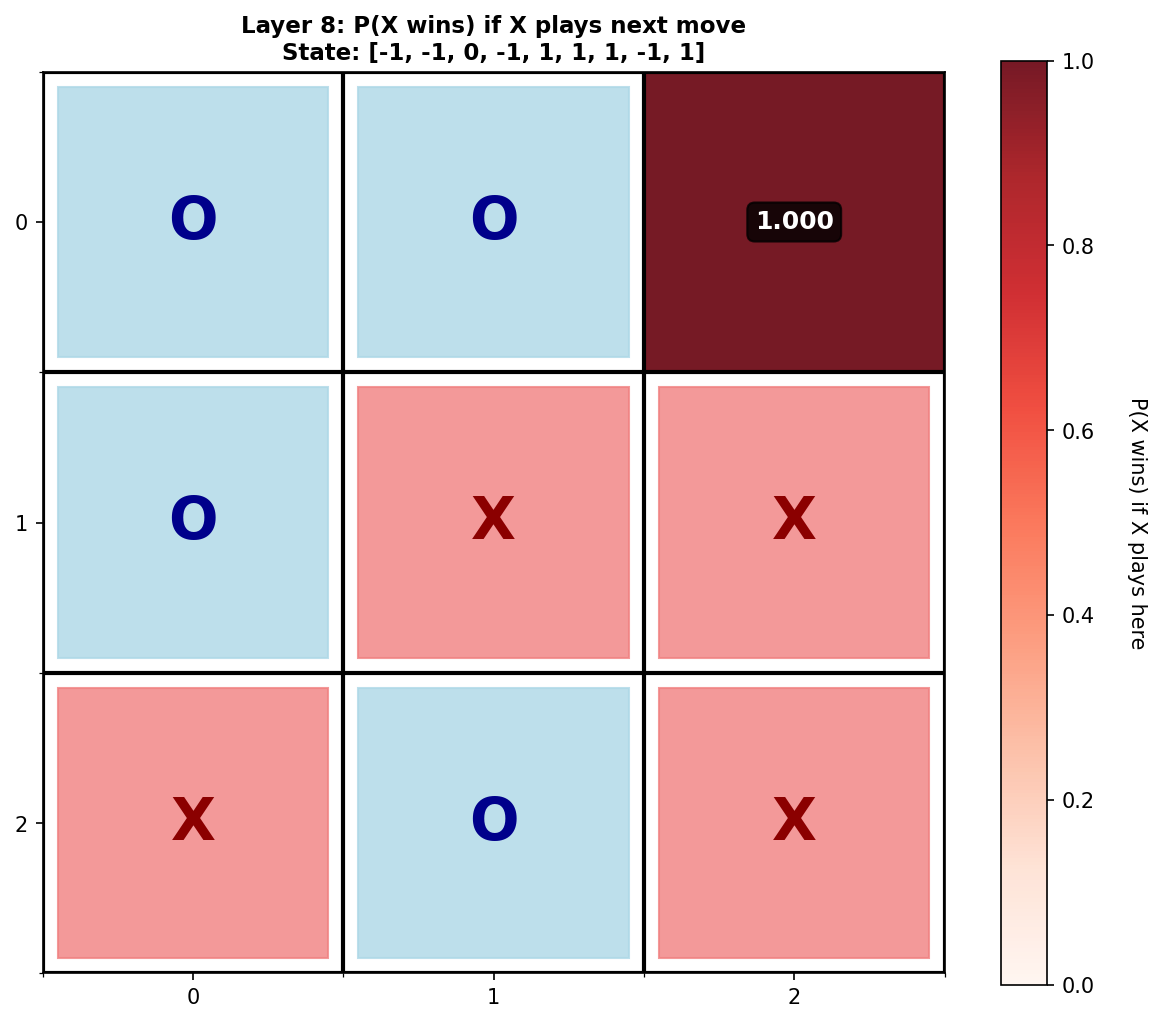 Layer 8: P(X wins) if X plays next move
State: [-1, -1, 0, -1, 1, 1, 1, -1, 1]
0
O
O
1.000
1
O
X
X
2
X
O
X
0
1
2
1.0
0.8
0.6
0.4
0.2
0.0
P(X wins) if X plays here